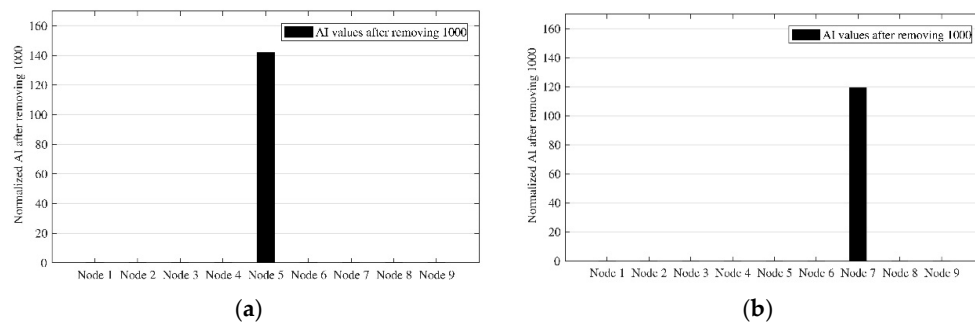 Normalized AI after removing 1000
160
140
120
100
80
60
40
20
0
AI values after removing 1000
Node 1 Node 2 Node 3 Node 4 Node 5 Node 6 Node 7 Node 8 Node 9
(a)
Normalized AI after removing 1000
160
140
120
100
80
60
40
20
0
AI values after removing 1000
Node 1 Node 2 Node 3 Node 4 Node 5 Node 6 Node 7 Node 8 Node 9
(b)